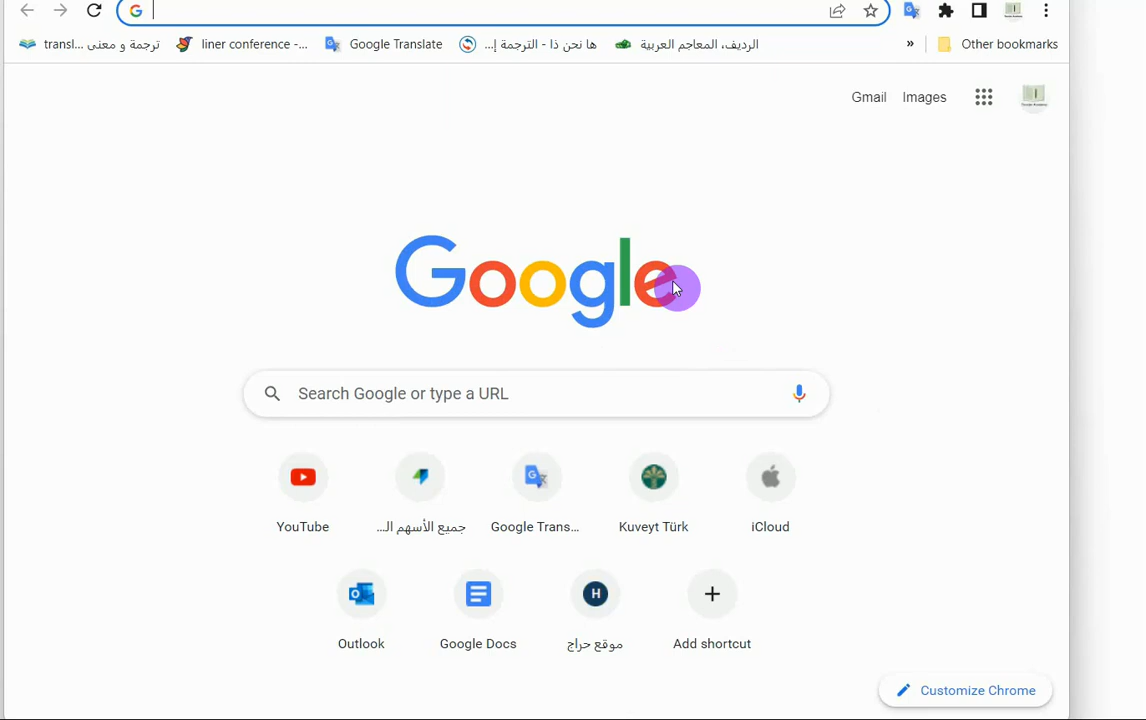 transl... ترجمة و معنى
liner conference -...
Google Translate
ها نحن ذا - الترجمة إ...
الرديف، المعاجم العربية
»
Other bookmarks
Gmail
Images
Google
Search Google or type a URL
YouTube
جميع الأسهم الـ...
Google Trans...
Kuveyt Türk
iCloud
Outlook
Google Docs
موقع حراج
Add shortcut
Customize Chrome